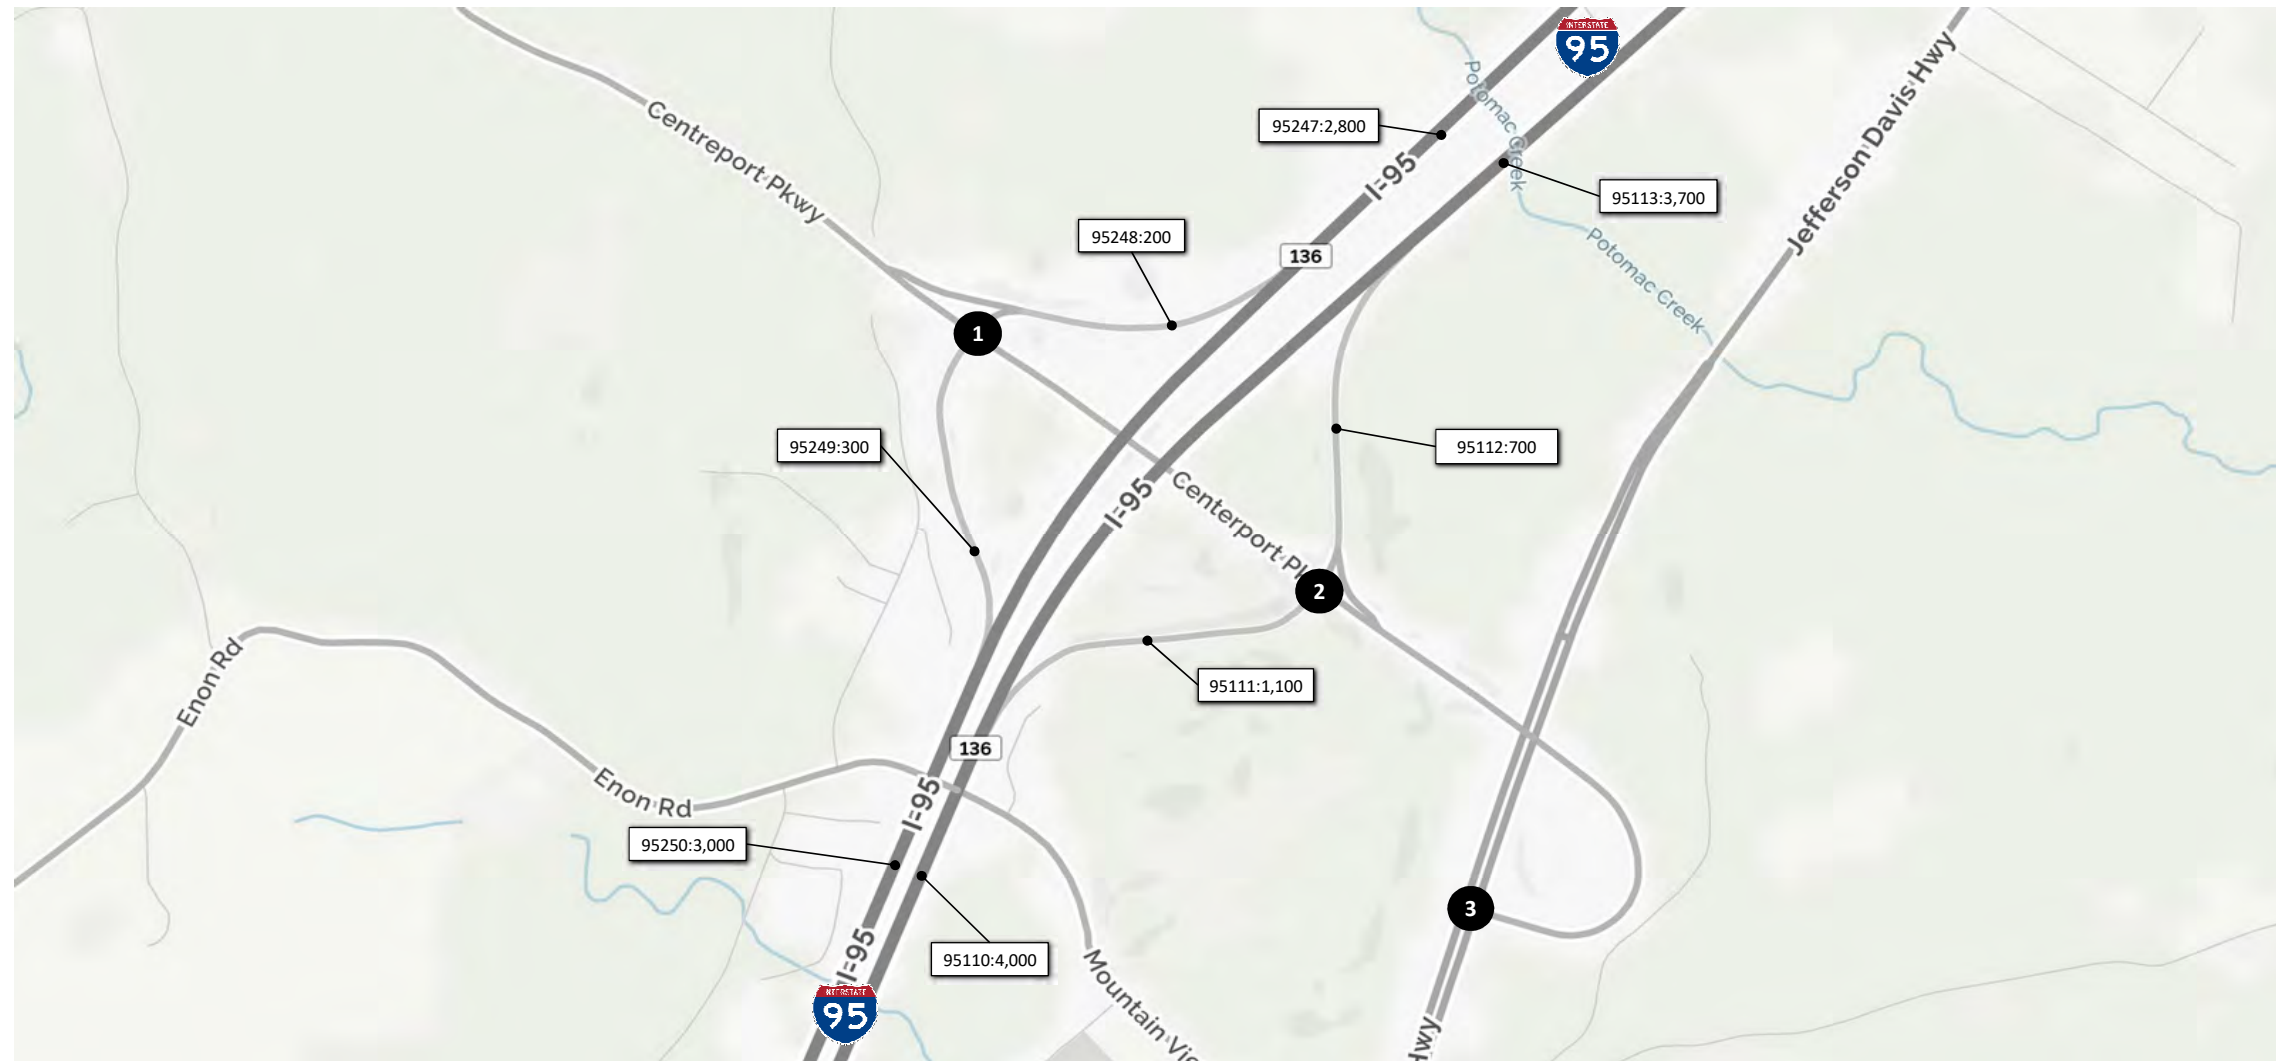 INTERSTATE
95
Potomac Creek
Jefferson Davis Hwy
Centreport Pkwy
95247:2,800
I-95
95113:3,700
95248:200
136
Potomac Creek
1
95249:300
95112:700
I-95
Centerport
2
95111:1,100
Enon Rd
136
Enon Rd
I-95
95250:3,000
3
I-95
95110:4,000
Mountain
INTERSTATE
95
Hwy